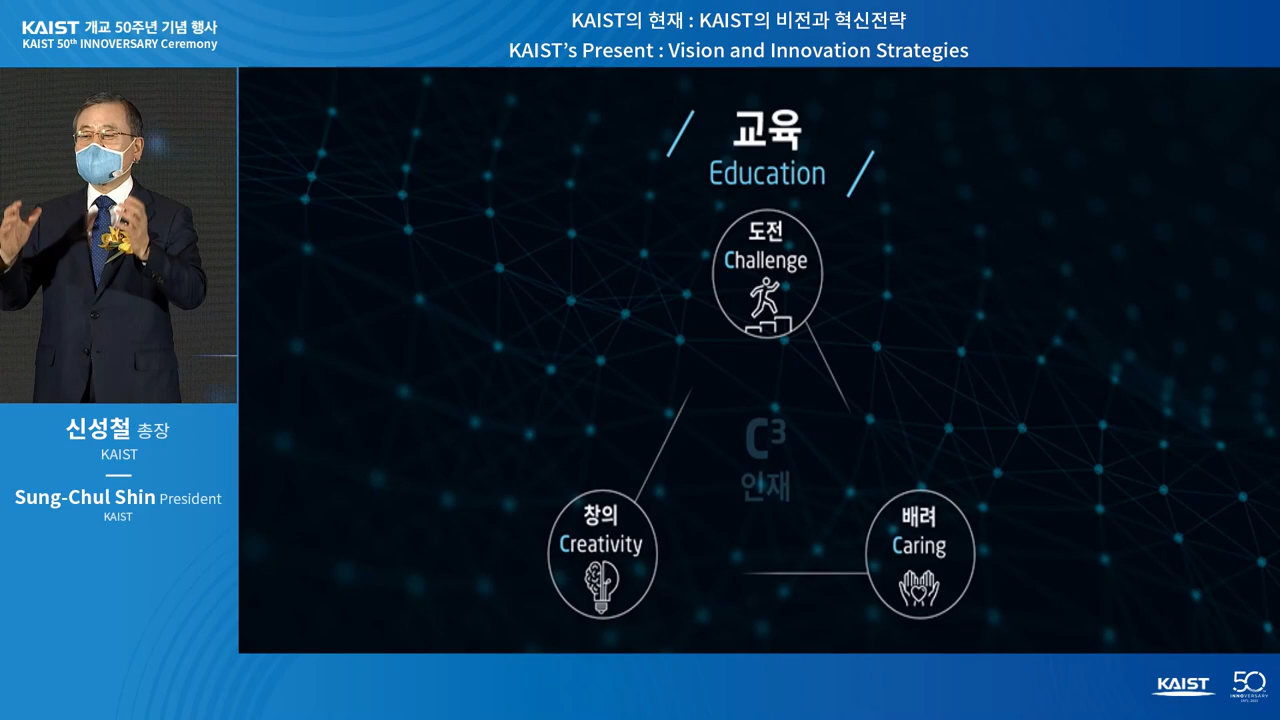 KAIST 개교 50주년 기념 행사
KAIST 50th INNOVERSARY Ceremony
KAIST의 현재 : KAIST의 비전과 혁신전략
KAIST’s Present : Vision and Innovation Strategies
교육
Education
도전
Challenge
C³
인재
창의
Creativity
배려
Caring
신성철 총장
KAIST
Sung-Chul Shin President
KAIST
KAIST
50
INNOVERSARY
1971-2021